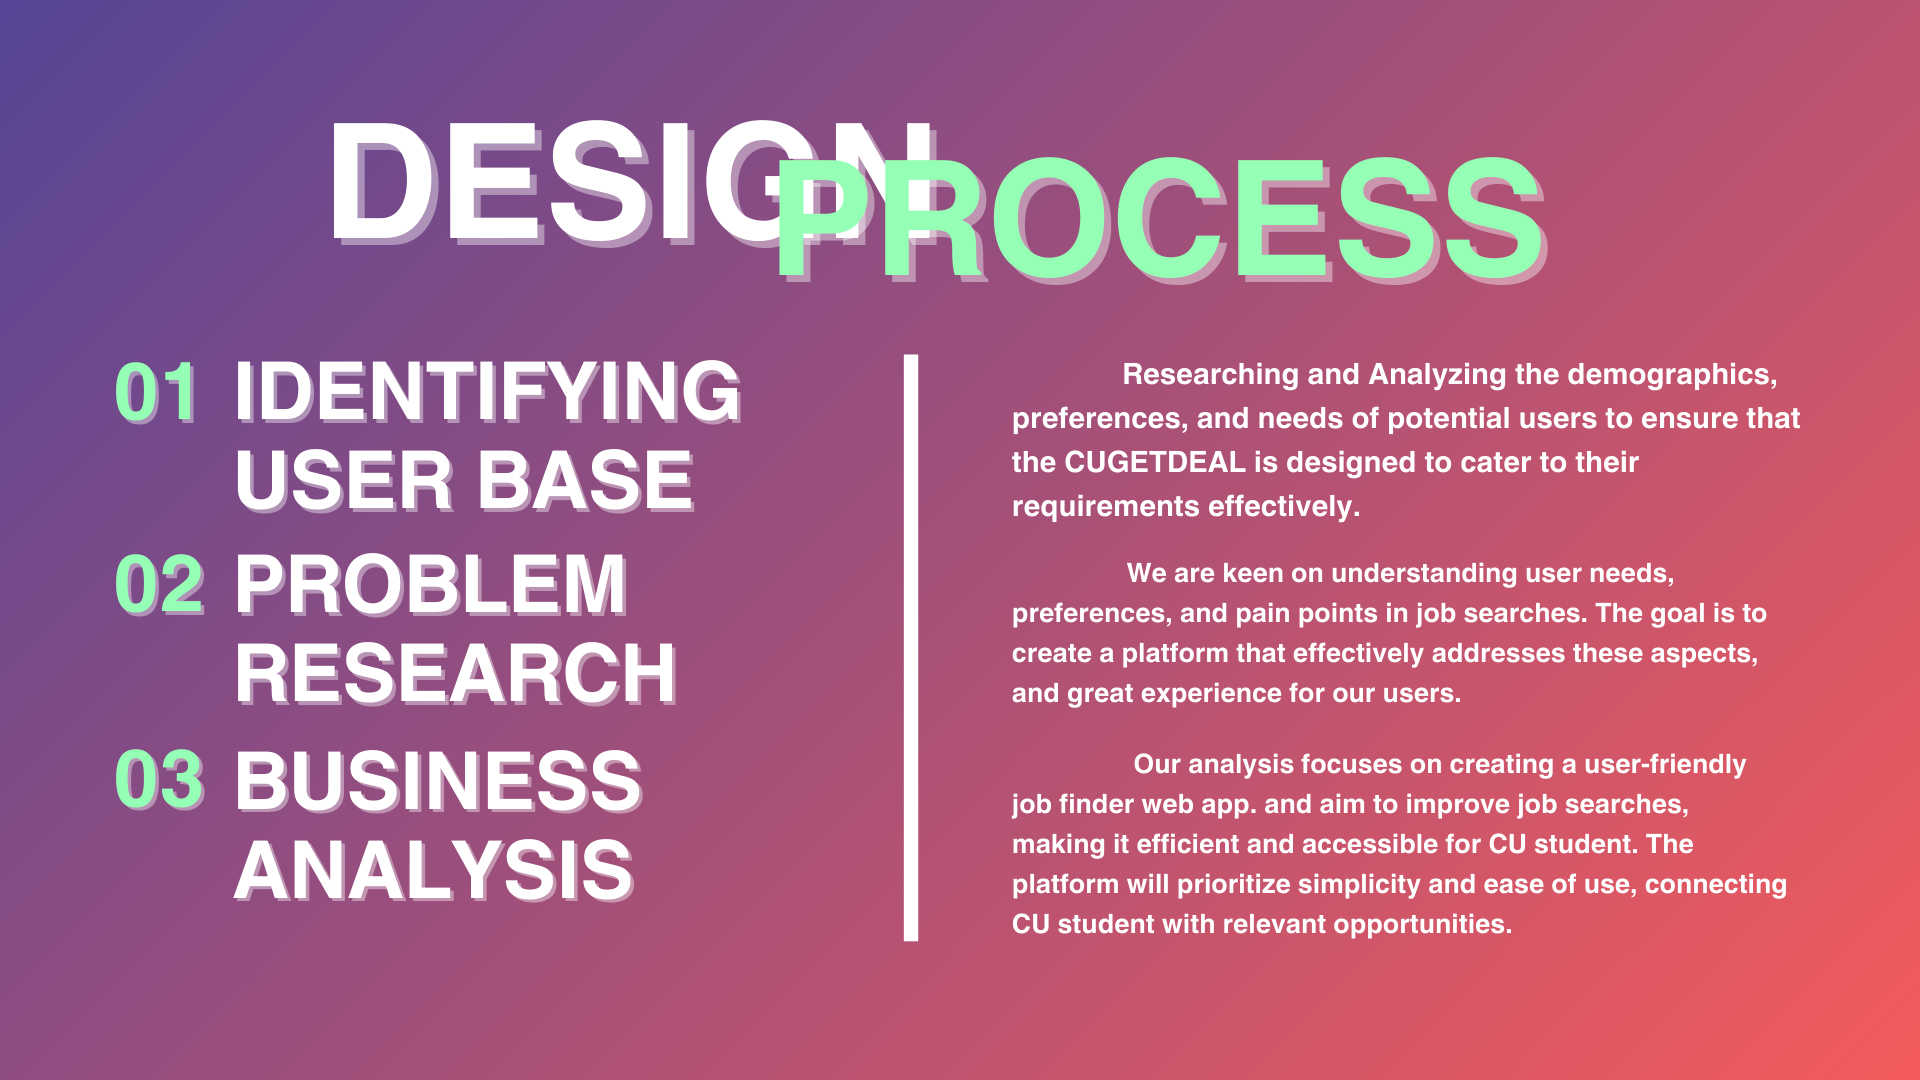 DESIGN
PROCESS
01 IDENTIFYING
USER BASE
Researching and Analyzing the demographics,
preferences, and needs of potential users to ensure that
the CUGETDEAL is designed to cater to their
requirements effectively.
02 PROBLEM
RESEARCH
We are keen on understanding user needs,
preferences, and pain points in job searches. The goal is to
create a platform that effectively addresses these aspects,
and great experience for our users.
03 BUSINESS
ANALYSIS
Our analysis focuses on creating a user-friendly
job finder web app. and aim to improve job searches,
making it efficient and accessible for CU student. The
platform will prioritize simplicity and ease of use, connecting
CU student with relevant opportunities.